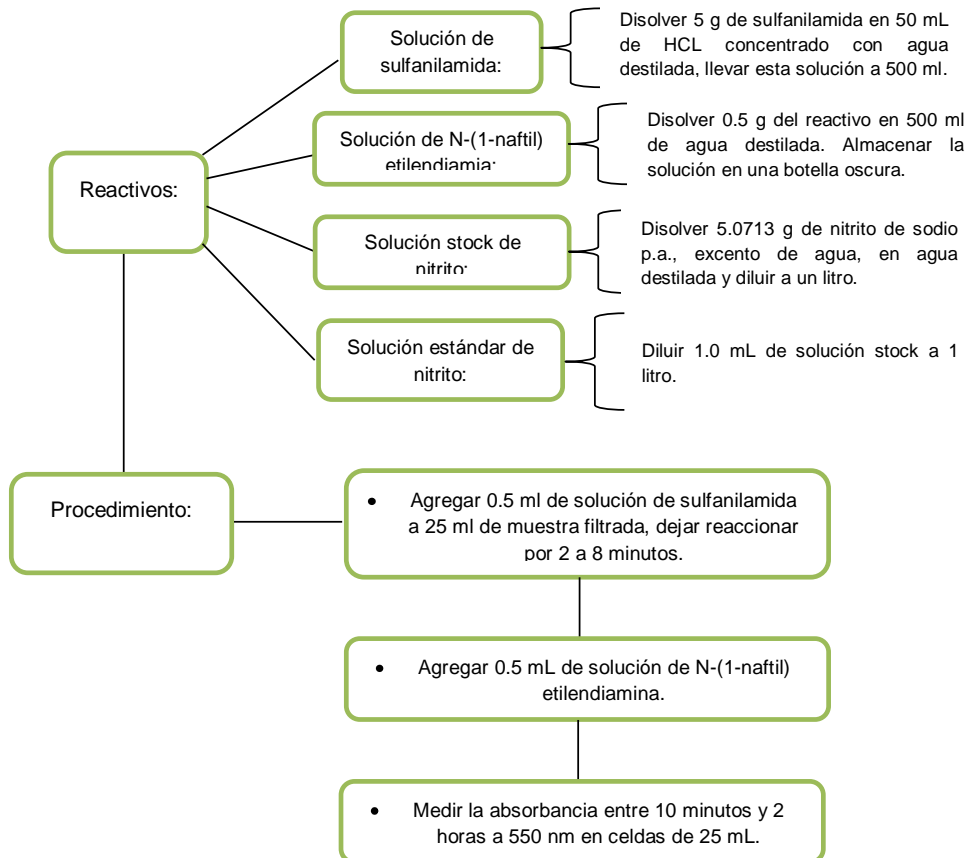 Solución de
sulfanilamida:
Disolver 5 g de sulfanilamida en 50 mL
de HCL concentrado con agua
destilada, llevar esta solución a 500 ml.
Reactivos:
Solución de N-(1-naftil)
etilendiamia:
Disolver 0.5 g del reactivo en 500 ml
de agua destilada. Almacenar la
solución en una botella oscura.
Solución stock de
nitrito:
Disolver 5.0713 g de nitrito de sodio
p.a., excento de agua, en agua
destilada y diluir a un litro.
Solución estándar de
nitrito:
Diluir 1.0 mL de solución stock a 1
litro.
Procedimiento:
• Agregar 0.5 ml de solución de sulfanilamida
a 25 ml de muestra filtrada, dejar reaccionar
por 2 a 8 minutos.
• Agregar 0.5 mL de solución de N-(1-naftil)
etilendiamina.
• Medir la absorbancia entre 10 minutos y 2
horas a 550 nm en celdas de 25 mL.